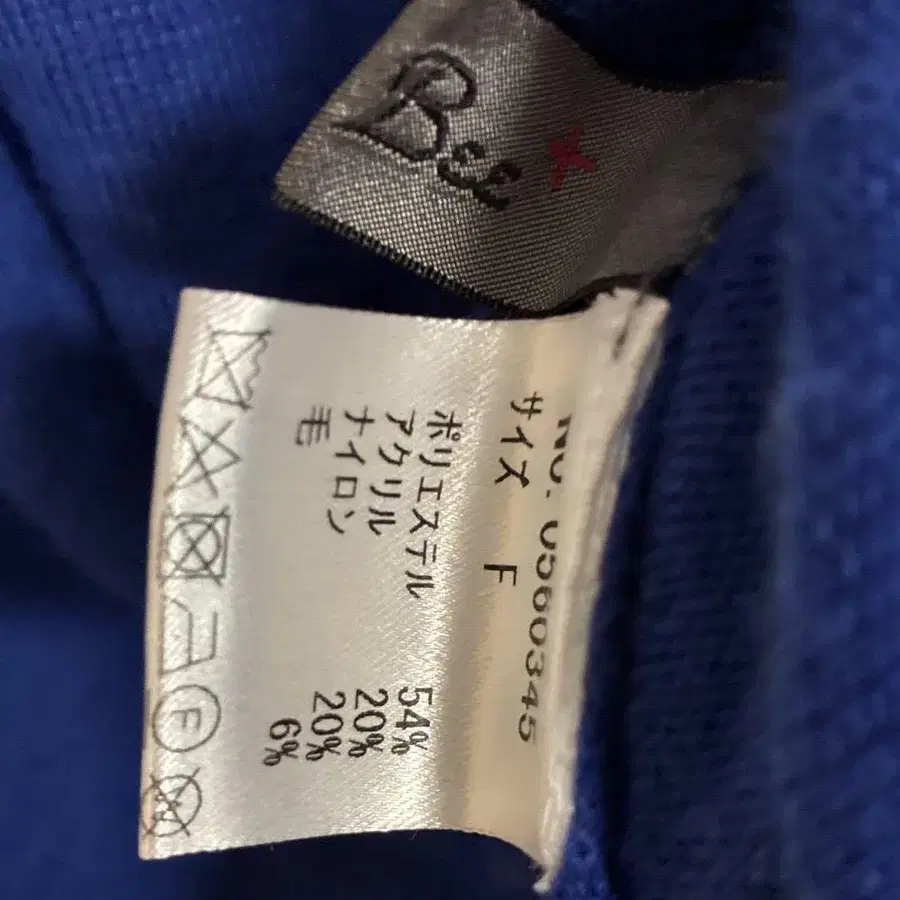 Bee
No. 0560345
サイズ F
ポリエステル 54%
アクリル 20%
ナイロン 20%
毛 6%
F
W